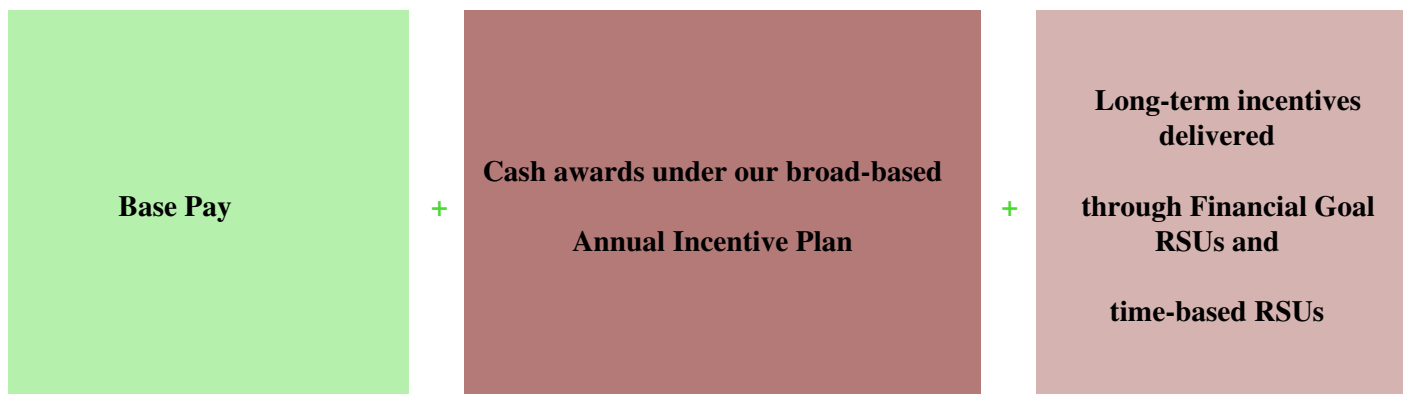 Base Pay
+
Cash awards under our broad-based
Annual Incentive Plan
+
Long-term incentives
delivered
through Financial Goal
RSUs and
time-based RSUs